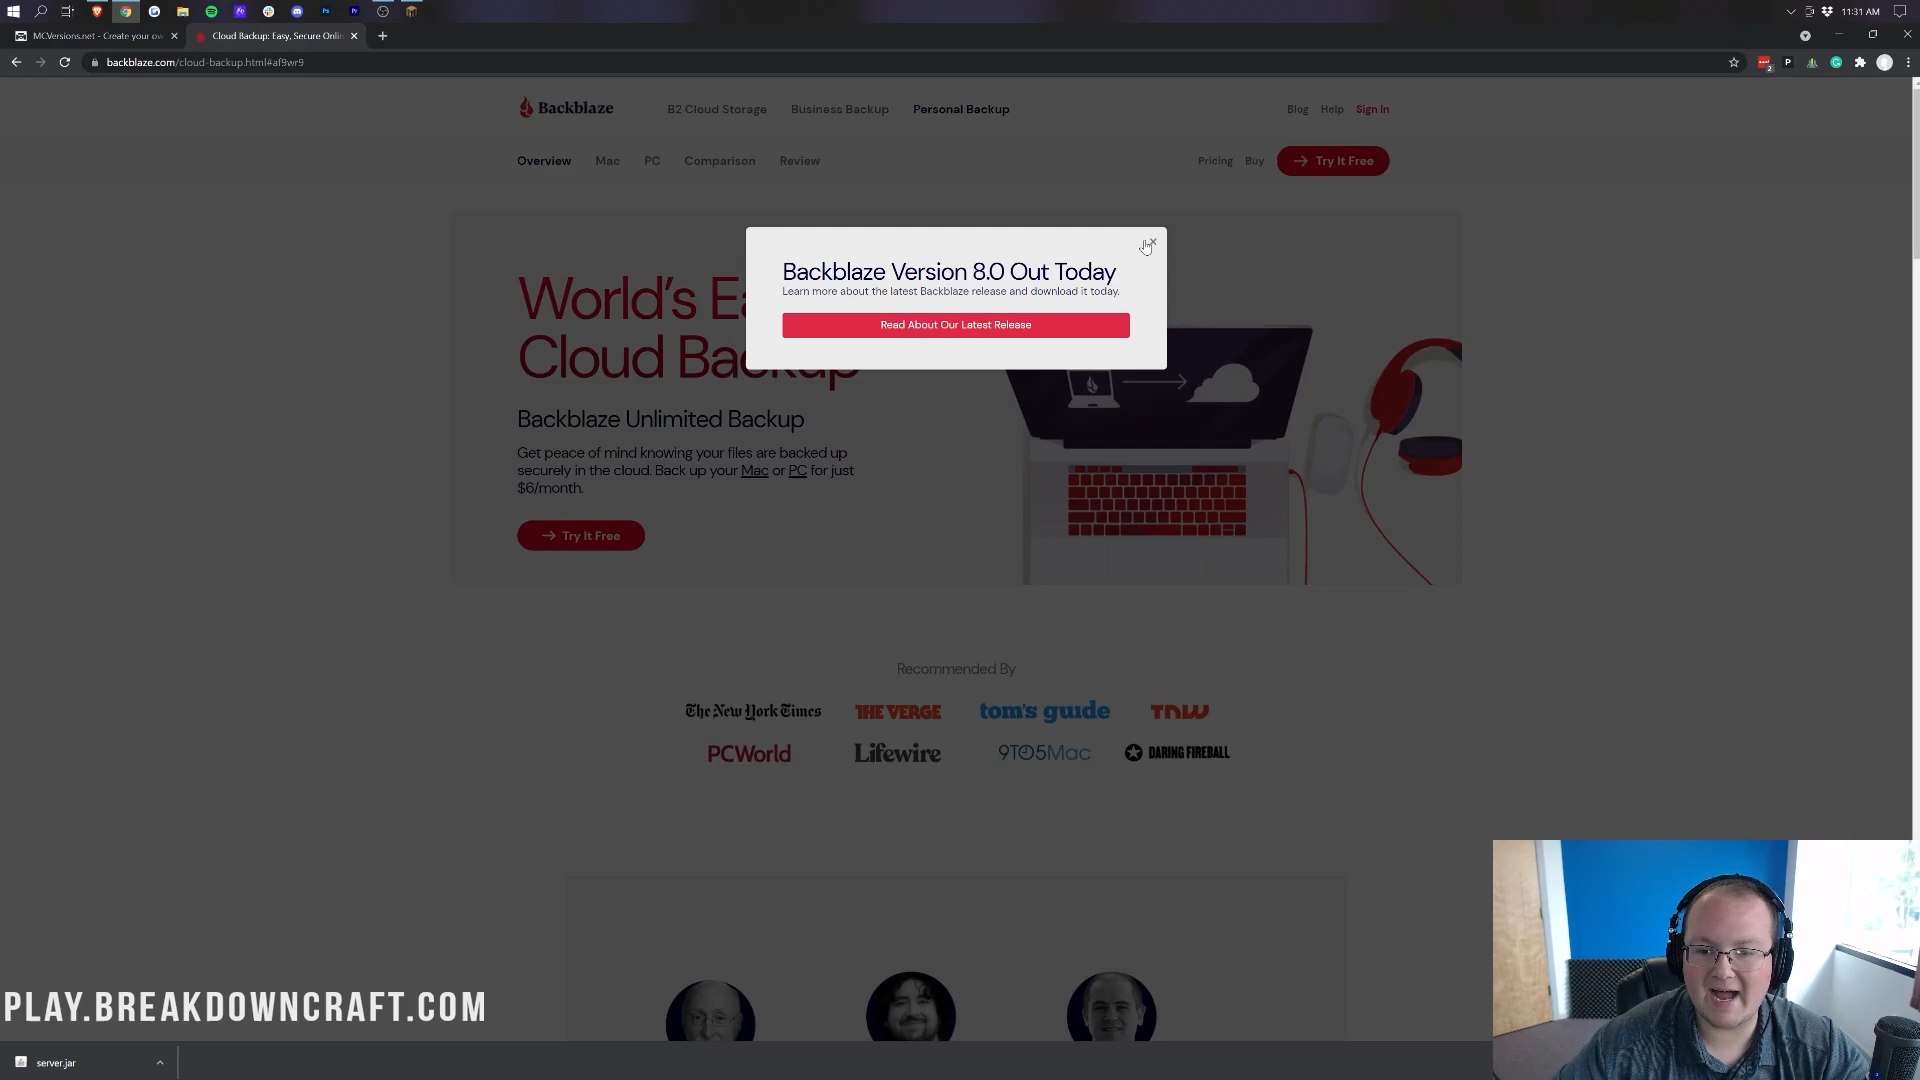 11:31 AM
MCVersions.net - Create your ow
Cloud Backup: Easy, Secure Onli
backblaze.com/cloud-backup.html#af9wr9
Backblaze
B2 Cloud Storage
Business Backup
Personal Backup
Blog
Help
Sign In
Overview
Mac
PC
Comparison
Review
Pricing
Buy
Try It Free
Backblaze Version 8.0 Out Today
Learn more about the latest Backblaze release and download it today.
Read About Our Latest Release
World's Ea
Cloud Backup
Backblaze Unlimited Backup
Get peace of mind knowing your files are backed up
securely in the cloud. Back up your Mac or PC for just
$6/month.
Try It Free
Recommended By
The New York Times
THE VERGE
tom's guide
TNW
PCWorld
Lifewire
9TO5Mac
DARING FIREBALL
PLAY.BREAKDOWNCRAFT.COM
server.jar